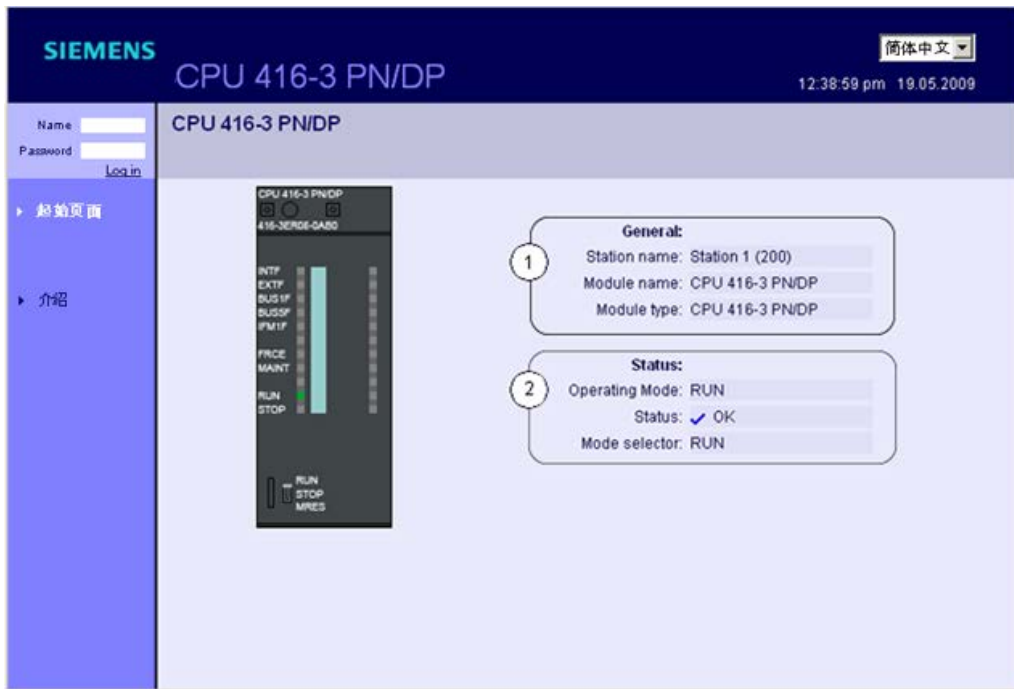 SIEMENS
简体中文
CPU 416-3 PN/DP
12:38:59 pm 19.05.2009
Name
Password
Log in
CPU 416-3 PN/DP
起始页面
介绍
CPU 416-3 PN/DP
416-3ER05-0AB0
INTF
EXTF
BUS1F
BUS5F
IFM1F
FRCE
MAINT
RUN
STOP
RUN
STOP
MRES
1
General:
Station name: Station 1 (200)
Module name: CPU 416-3 PN/DP
Module type: CPU 416-3 PN/DP
2
Status:
Operating Mode: RUN
Status: OK
Mode selector: RUN